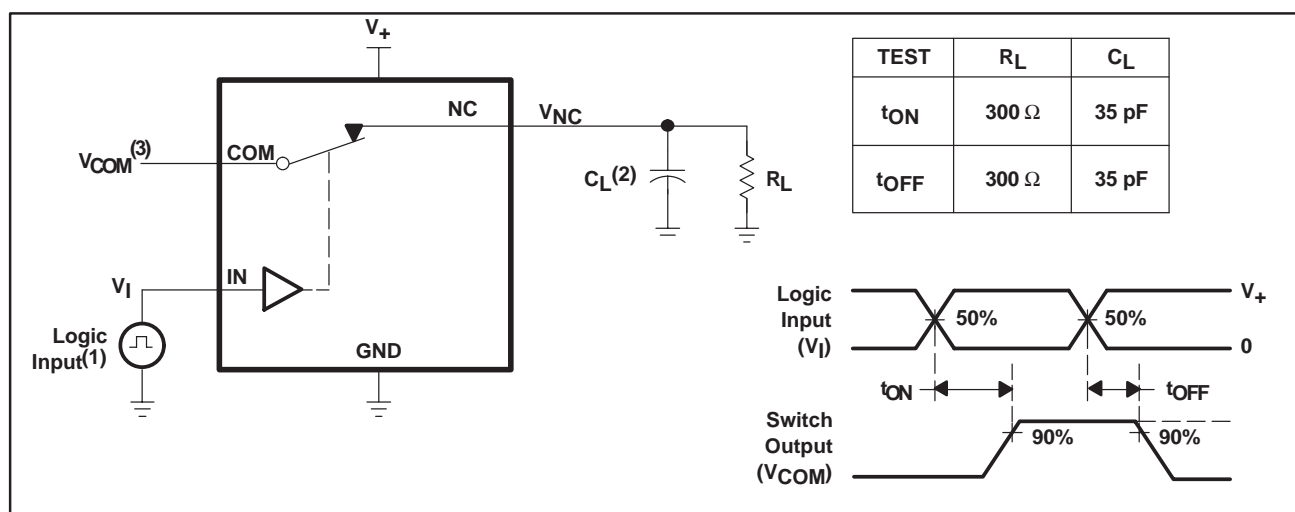 V+
NC
VNC
VCOM(3)
COM
CL(2)
RL
VI
IN
Logic
Input(1)
GND
TEST RL CL
tON 300 Ω 35 pF
tOFF 300 Ω 35 pF
Logic
Input
(VI)
50%
50%
V+
0
tON
tOFF
Switch
Output
(VCOM)
90%
90%